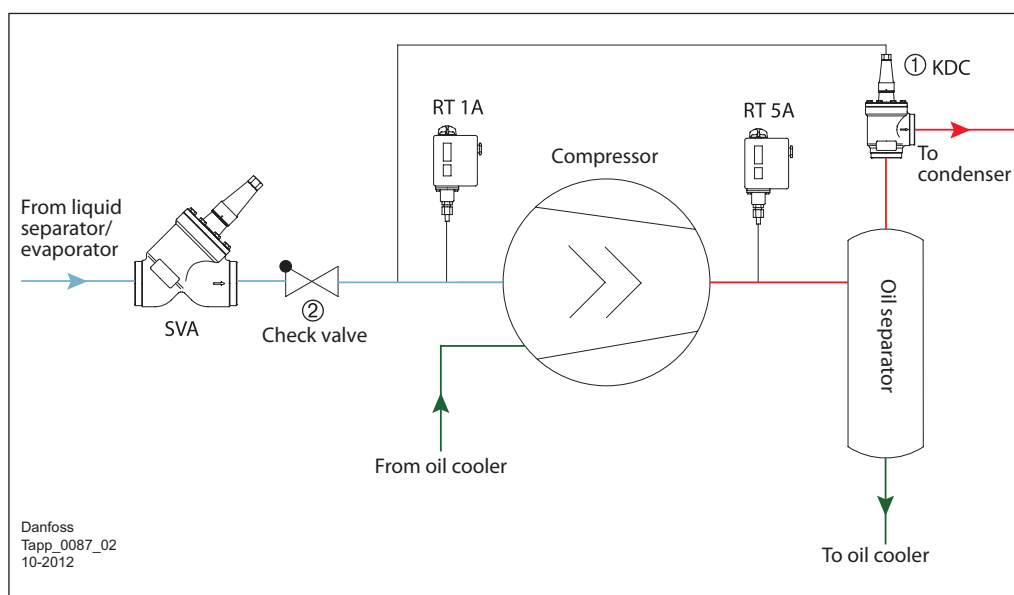 ① KDC
RT 1A
RT 5A
Compressor
To
condenser
From liquid
separator/
evaporator
SVA
②
Check valve
Oil separator
From oil cooler
To oil cooler
Danfoss
Tapp_0087_02
10-2012